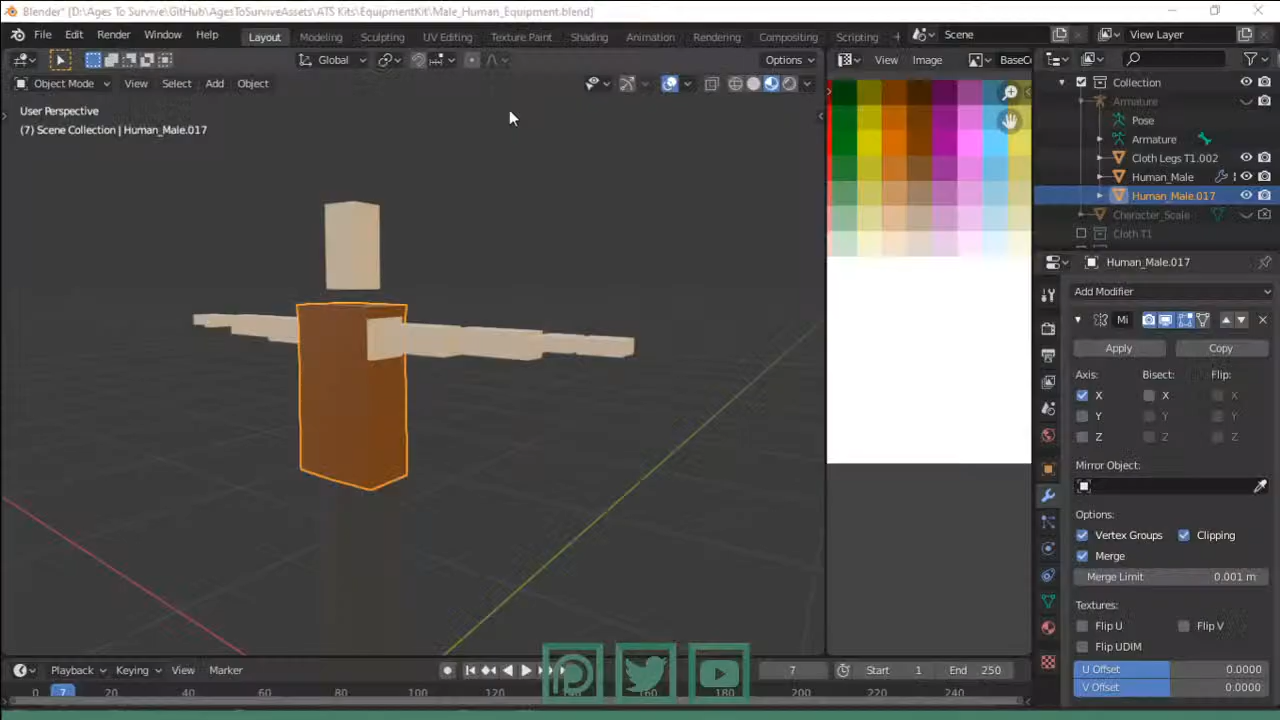 Blender* [D:\Ages To Survive\GitHub\AgesToSurviveAssets\ATS Kits\EquipmentKit\Male_Human_Equpment.blend]
File Edit Render Window Help Layout Modeling Sculpting UV Editing Texture Paint Shading Animation Rendering Compositing Scripting + Scene View Layer
Global Options View Image BaseC
Object Mode View Select Add Object
User Perspective
(7) Scene Collection | Human_Male.017
Collection
Armature
Pose
Armature
Cloth Legs T1.002
Human_Male
Human_Male.017
Character_Scale
Cloth T1
Human_Male.017
Add Modifier
Mi
Apply Copy
Axis: Bisect: Flip:
X X X
Y Y Y
Z Z Z
Mirror Object:
Options:
Vertex Groups Clipping
Merge
Merge Limit 0.001 m
Textures:
Flip U Flip V
Flip UDIM
U Offset 0.0000
V Offset 0.0000
Playback Keying View Marker 7 Start 1 End 250
0 7 20 40 60 80 100 120 140 160 180 200 220 240